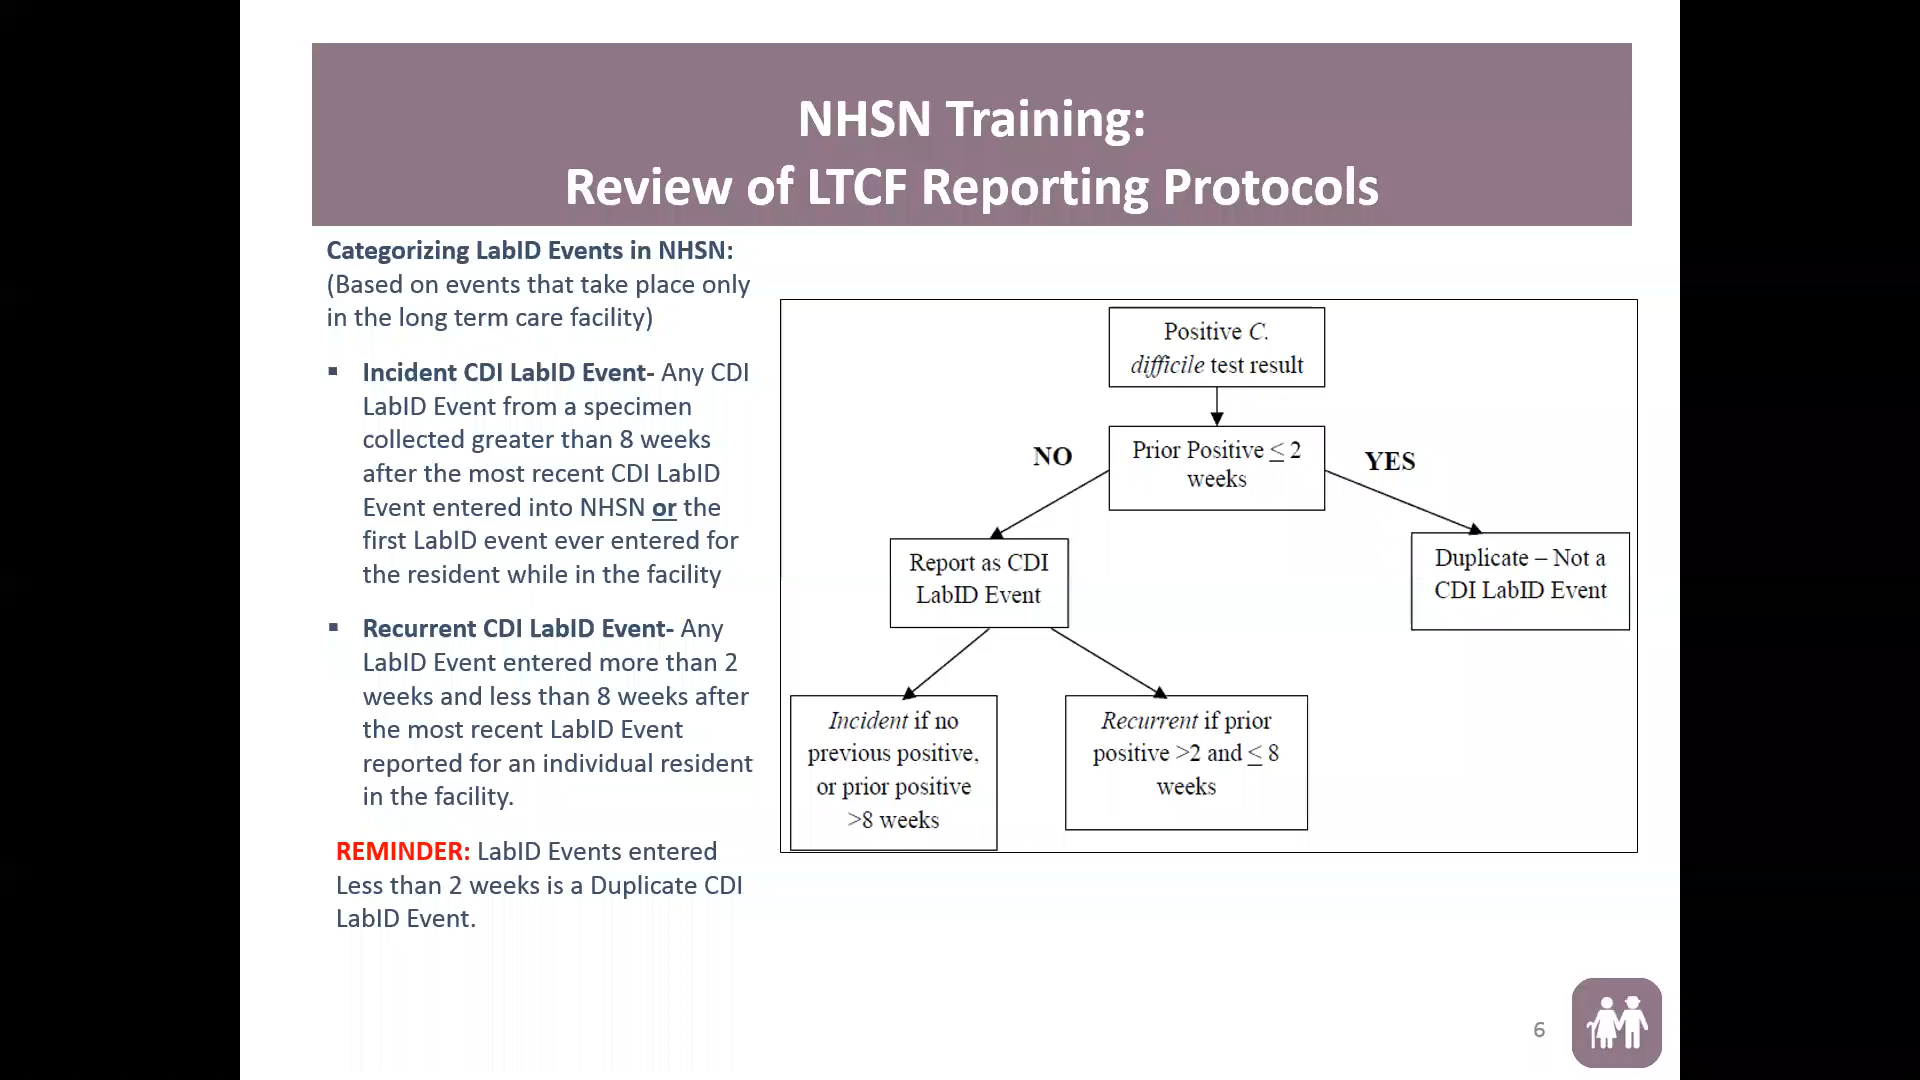 NHSN Training:
Review of LTCF Reporting Protocols
Categorizing LabID Events in NHSN:
(Based on events that take place only
in the long term care facility)
▪ Incident CDI LabID Event- Any CDI
LabID Event from a specimen
collected greater than 8 weeks
after the most recent CDI LabID
Event entered into NHSN or the
first LabID event ever entered for
the resident while in the facility
▪ Recurrent CDI LabID Event- Any
LabID Event entered more than 2
weeks and less than 8 weeks after
the most recent LabID Event
reported for an individual resident
in the facility.
REMINDER: LabID Events entered
Less than 2 weeks is a Duplicate CDI
LabID Event.
Positive C.
difficile test result
Prior Positive ≤ 2
weeks
NO
YES
Report as CDI
LabID Event
Duplicate – Not a
CDI LabID Event
Incident if no
previous positive,
or prior positive
>8 weeks
Recurrent if prior
positive >2 and ≤ 8
weeks
6